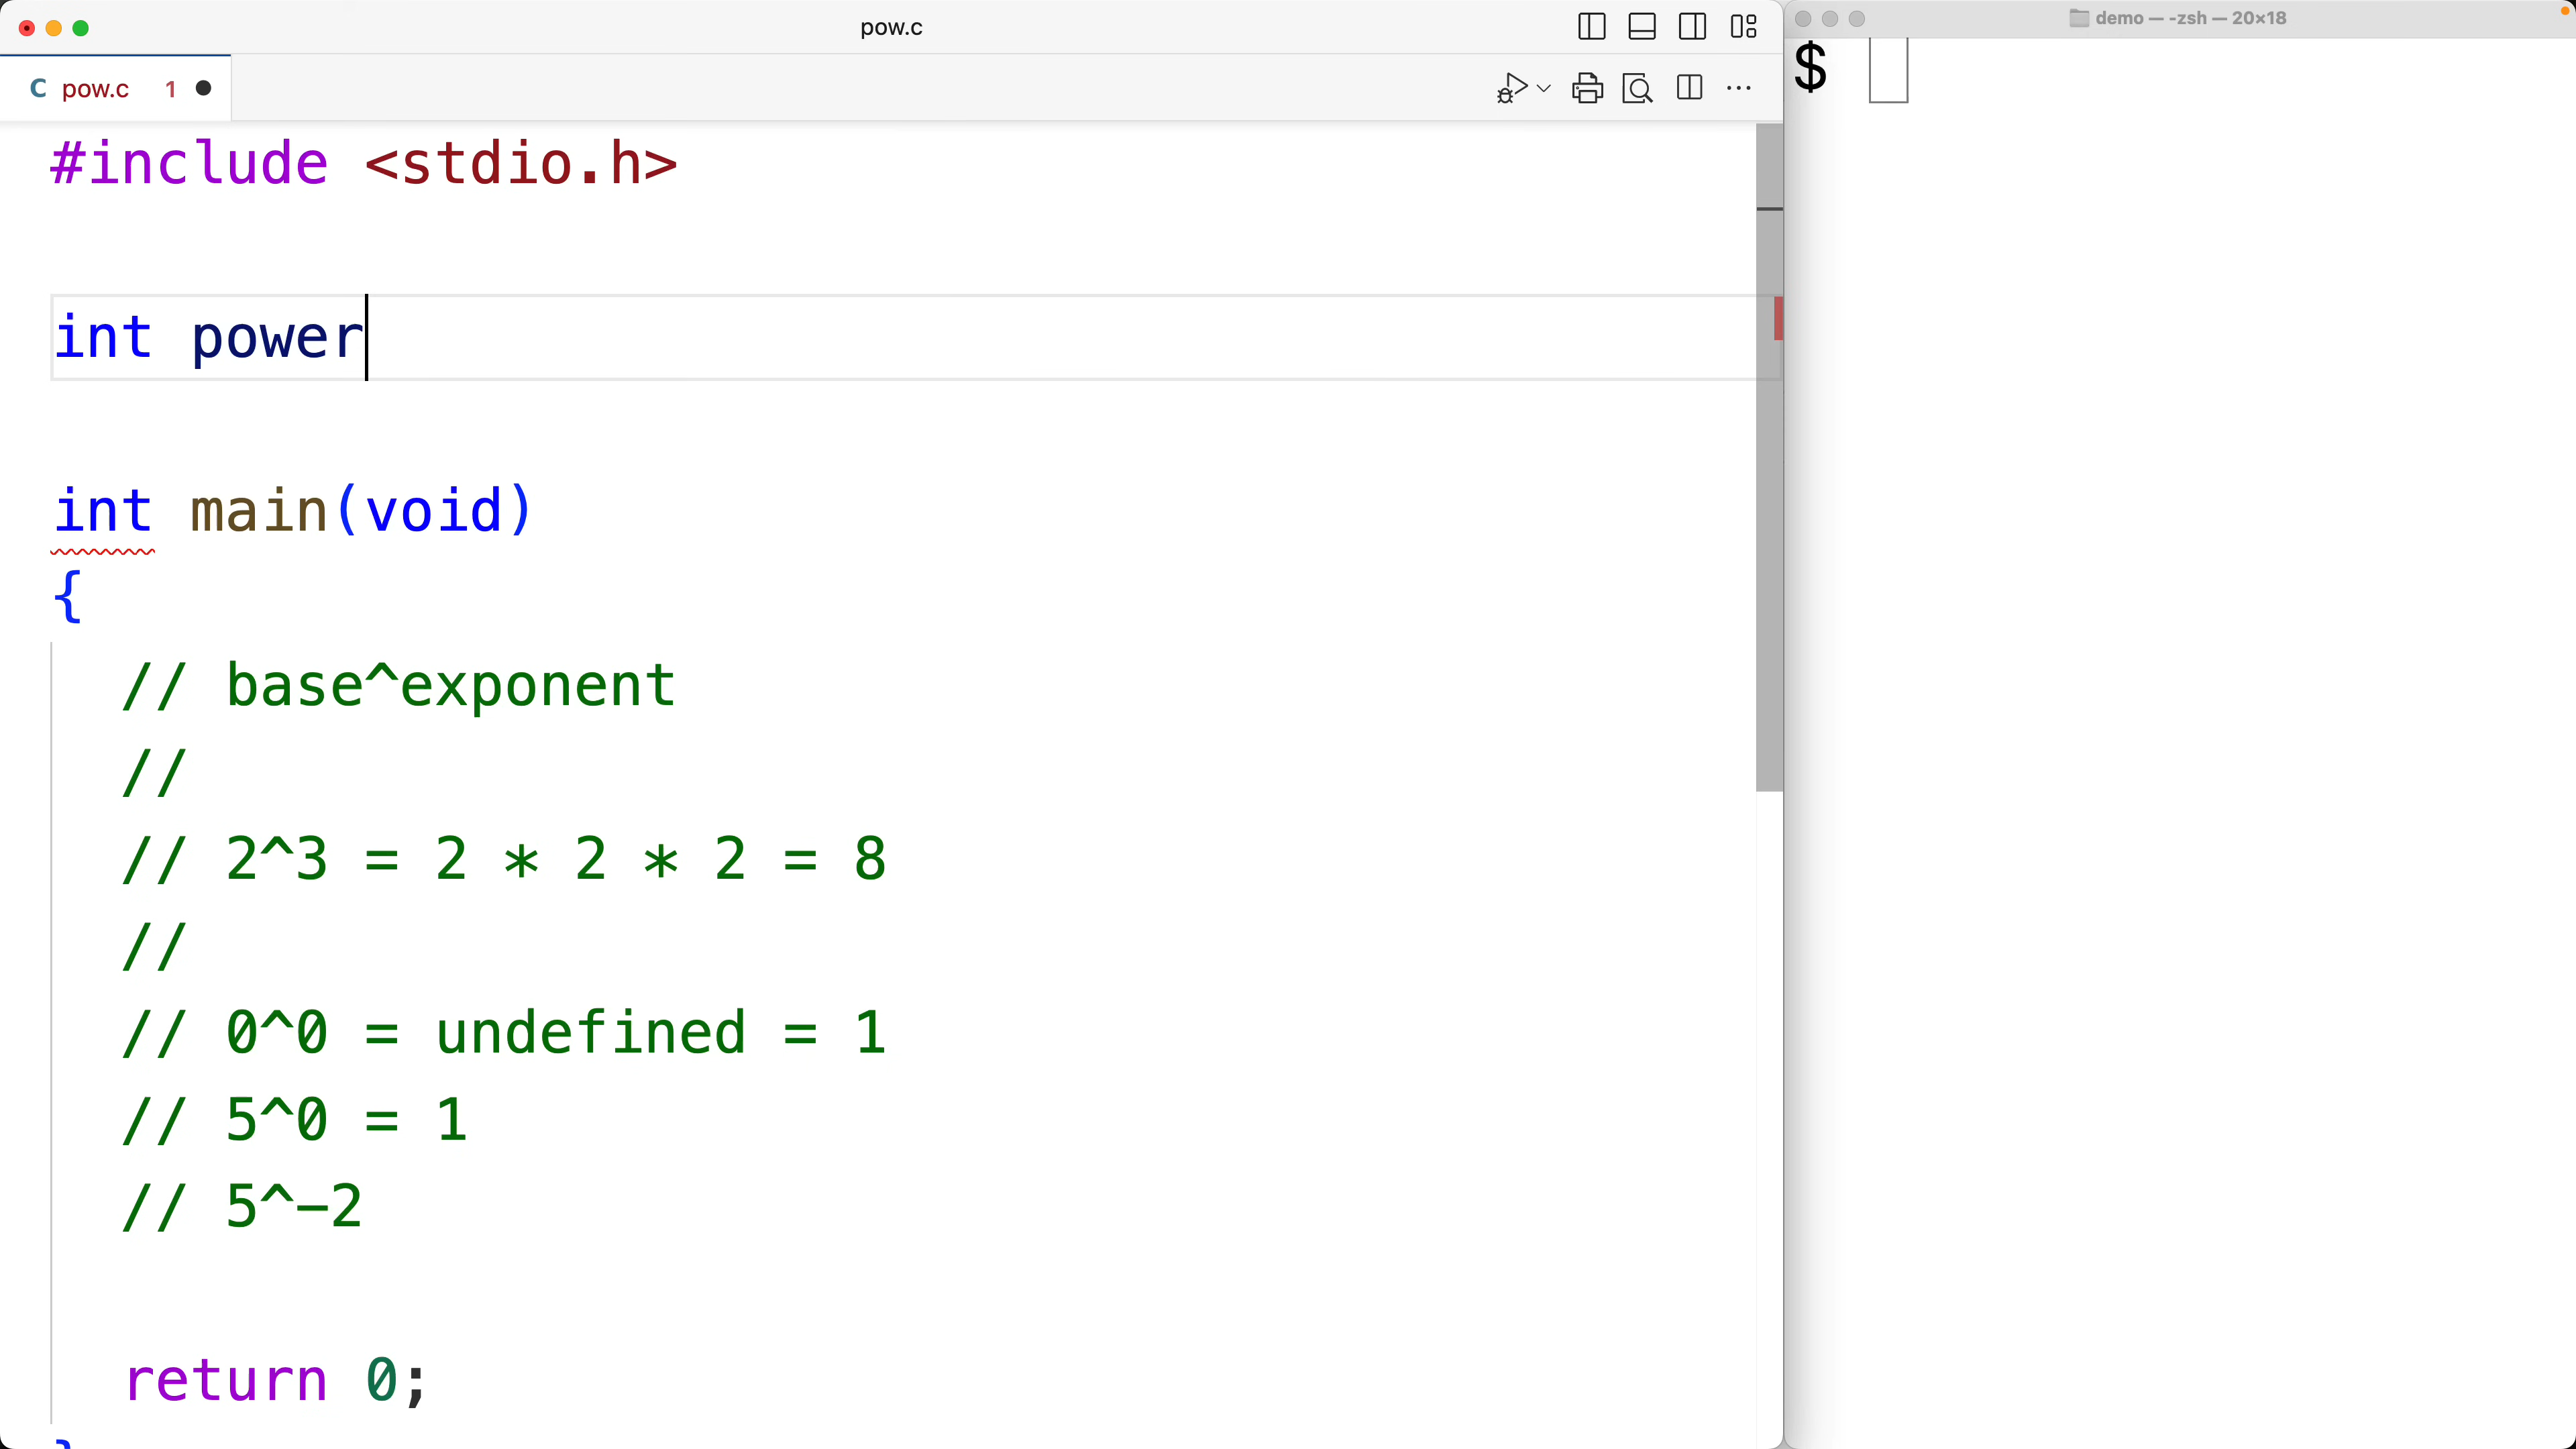 pow.c
demo — -zsh — 20×18
C pow.c 1
$
#include <stdio.h>
int power
int main(void)
{
// base^exponent
//
// 2^3 = 2 * 2 * 2 = 8
//
// 0^0 = undefined = 1
// 5^0 = 1
// 5^-2
return 0;
}